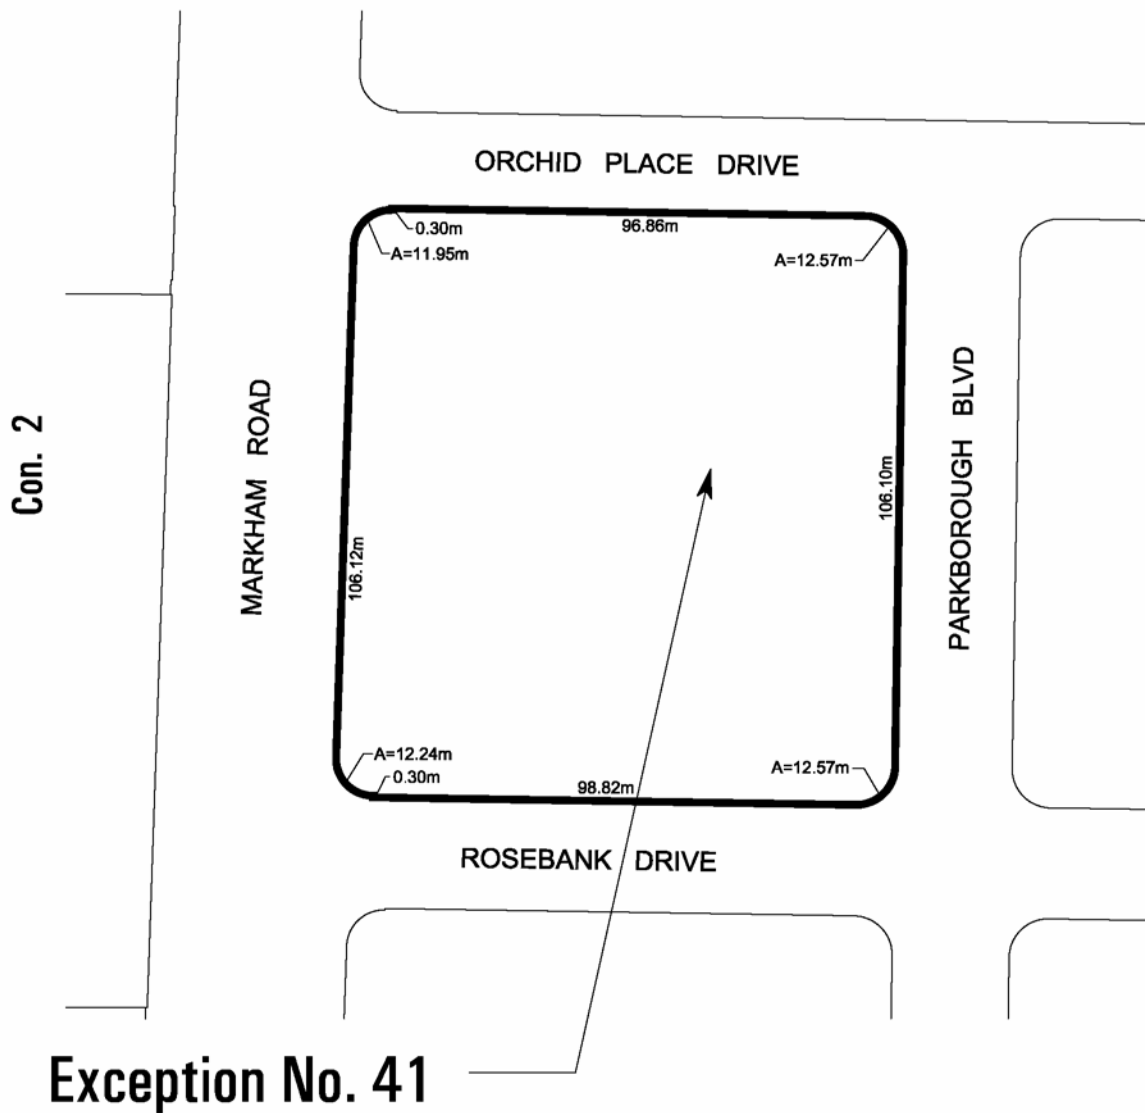 ORCHID PLACE DRIVE
0.30m
96.86m
A=11.95m
A=12.57m
Con. 2
MARKHAM ROAD
PARKBOROUGH BLVD
106.10m
106.12m
A=12.24m
0.30m
A=12.57m
98.82m
ROSEBANK DRIVE
Exception No. 41